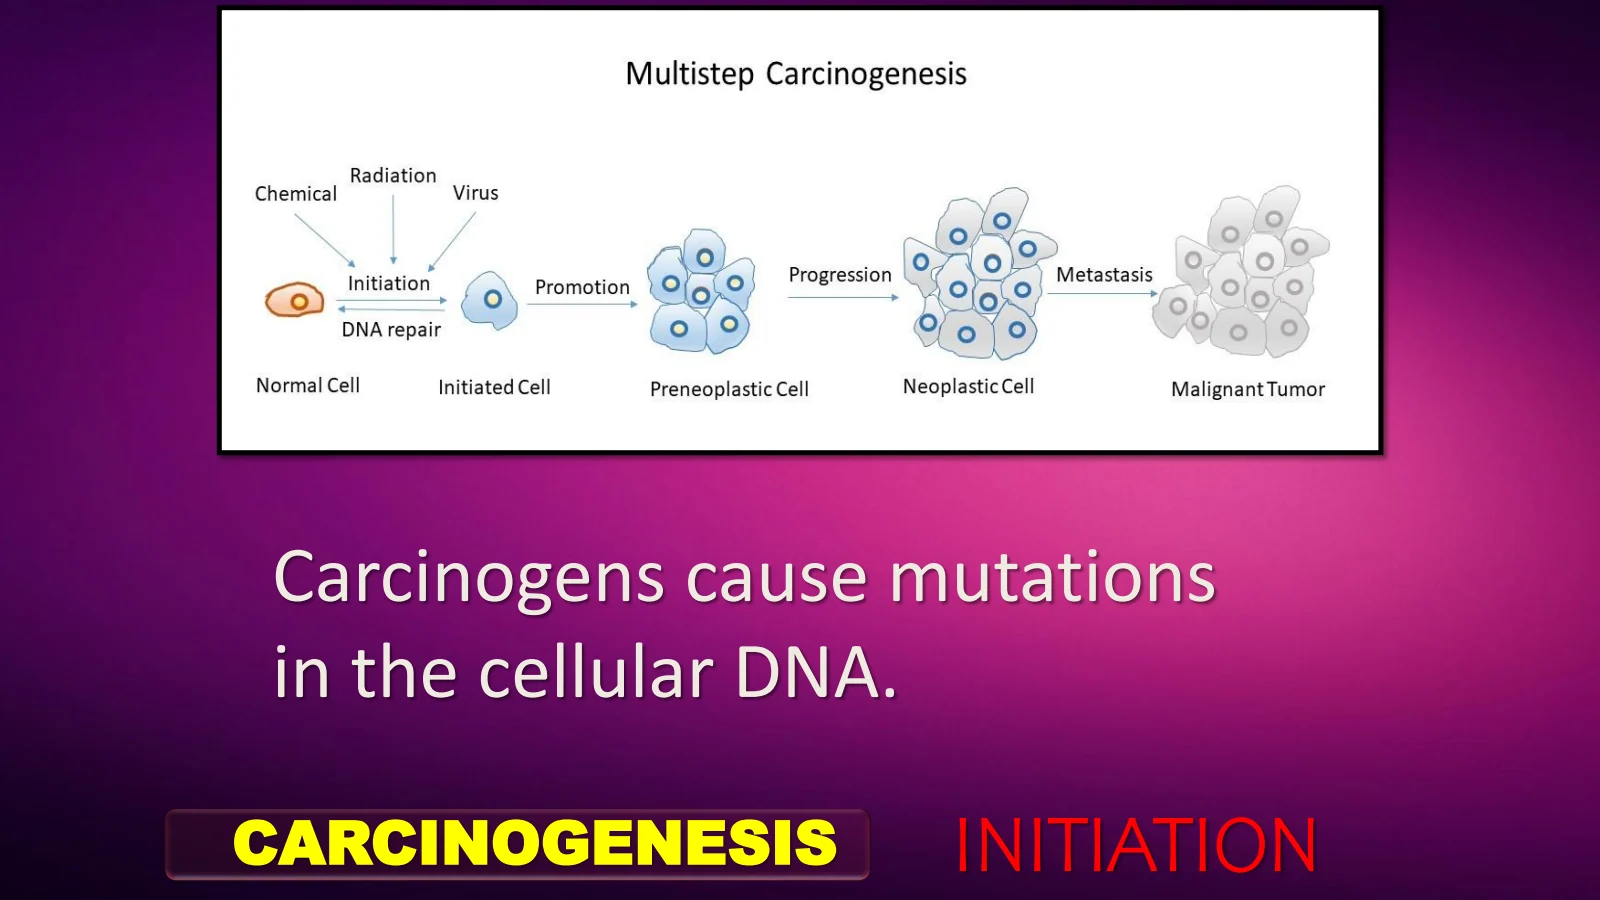 Multistep Carcinogenesis
Chemical
Radiation
Virus
Initiation
DNA repair
Promotion
Progression
Metastasis
Normal Cell
Initiated Cell
Preneoplastic Cell
Neoplastic Cell
Malignant Tumor
Carcinogens cause mutations
in the cellular DNA.
CARCINOGENESIS
INITIATION